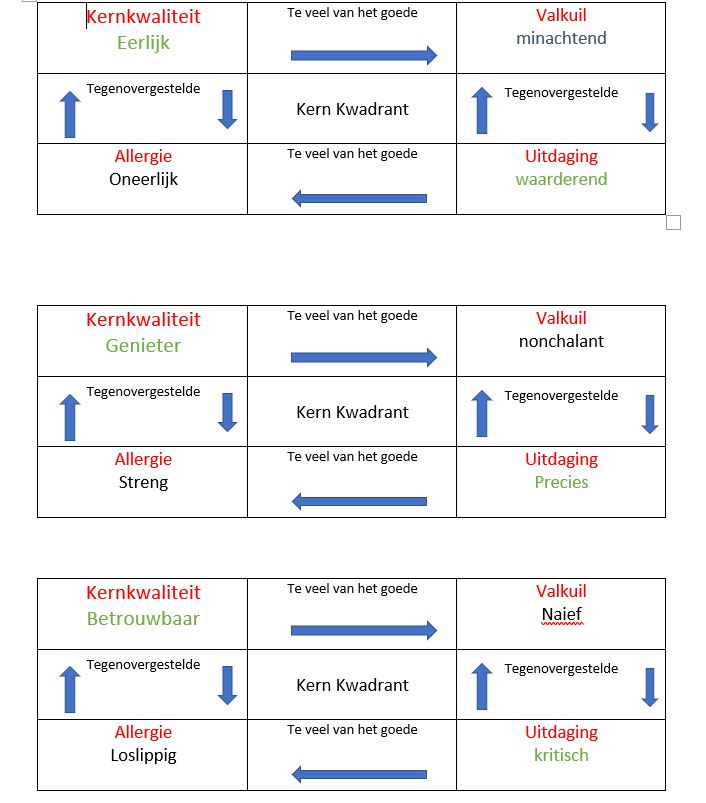 Kernkwaliteit
Eerlijk
Te veel van het goede
Valkuil
minachtend
Tegenovergestelde
Kern Kwadrant
Tegenovergestelde
Allergie
Oneerlijk
Te veel van het goede
Uitdaging
waarderend
Kernkwaliteit
Genieter
Te veel van het goede
Valkuil
nonchalant
Tegenovergestelde
Kern Kwadrant
Tegenovergestelde
Allergie
Streng
Te veel van het goede
Uitdaging
Precies
Kernkwaliteit
Betrouwbaar
Te veel van het goede
Valkuil
Naief
Tegenovergestelde
Kern Kwadrant
Tegenovergestelde
Allergie
Loslippig
Te veel van het goede
Uitdaging
kritisch